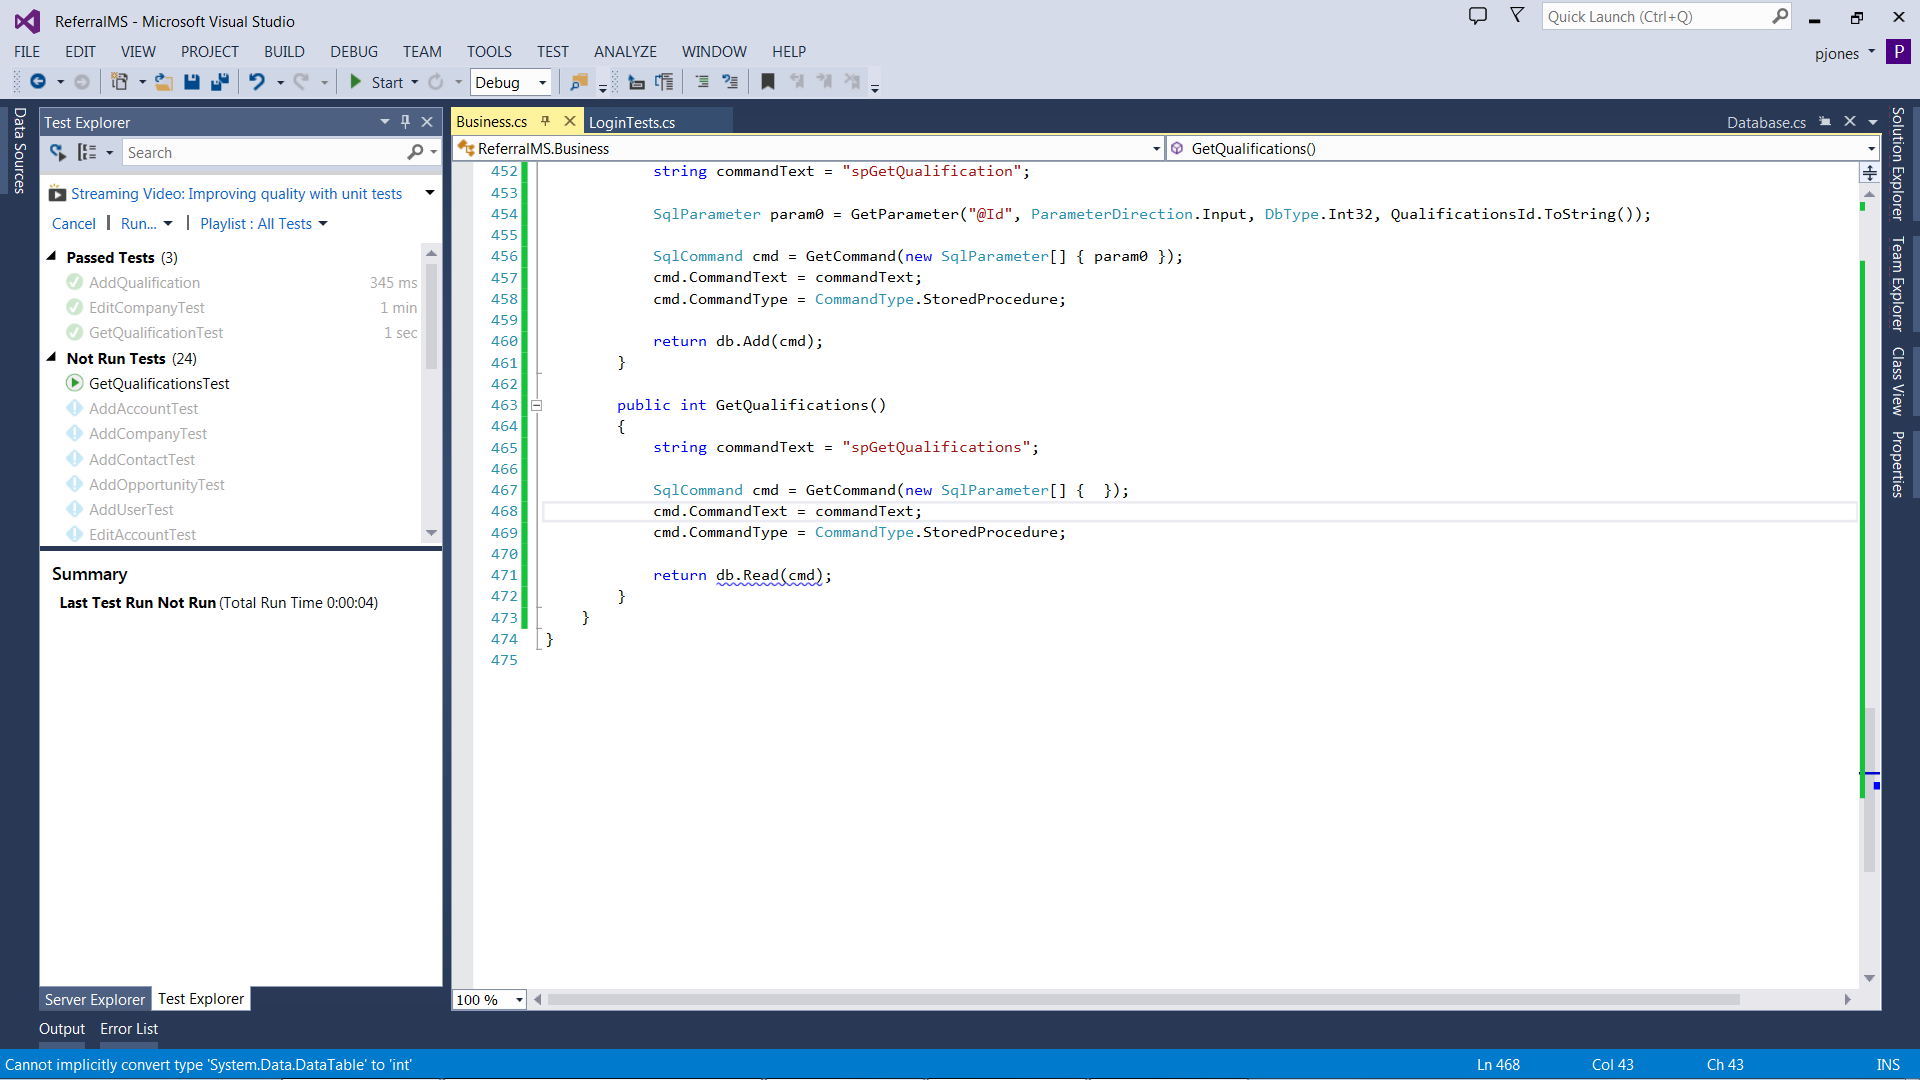 ReferralMS - Microsoft Visual Studio
Quick Launch (Ctrl+Q)
FILE EDIT VIEW PROJECT BUILD DEBUG TEAM TOOLS TEST ANALYZE WINDOW HELP
pjones P
Start Debug
Data Sources
Test Explorer
Search
Streaming Video: Improving quality with unit tests
Cancel Run... Playlist : All Tests
Passed Tests (3)
AddQualification 345 ms
EditCompanyTest 1 min
GetQualificationTest 1 sec
Not Run Tests (24)
GetQualificationsTest
AddAccountTest
AddCompanyTest
AddContactTest
AddOpportunityTest
AddUserTest
EditAccountTest
Summary
Last Test Run Not Run (Total Run Time 0:00:04)
Server Explorer Test Explorer
Output Error List
Business.cs LoginTests.cs Database.cs
ReferralMS.Business GetQualifications()
452 string commandText = "spGetQualification";
453
454 SqlParameter param0 = GetParameter("@Id", ParameterDirection.Input, DbType.Int32, QualificationsId.ToString());
455
456 SqlCommand cmd = GetCommand(new SqlParameter[] { param0 });
457 cmd.CommandText = commandText;
458 cmd.CommandType = CommandType.StoredProcedure;
459
460 return db.Add(cmd);
461 }
462
463 public int GetQualifications()
464 {
465 string commandText = "spGetQualifications";
466
467 SqlCommand cmd = GetCommand(new SqlParameter[] {  });
468 cmd.CommandText = commandText;
469 cmd.CommandType = CommandType.StoredProcedure;
470
471 return db.Read(cmd);
472 }
473 }
474 }
475
100 %
Solution Explorer
Team Explorer
Class View
Properties
Cannot implicitly convert type 'System.Data.DataTable' to 'int' Ln 468 Col 43 Ch 43 INS